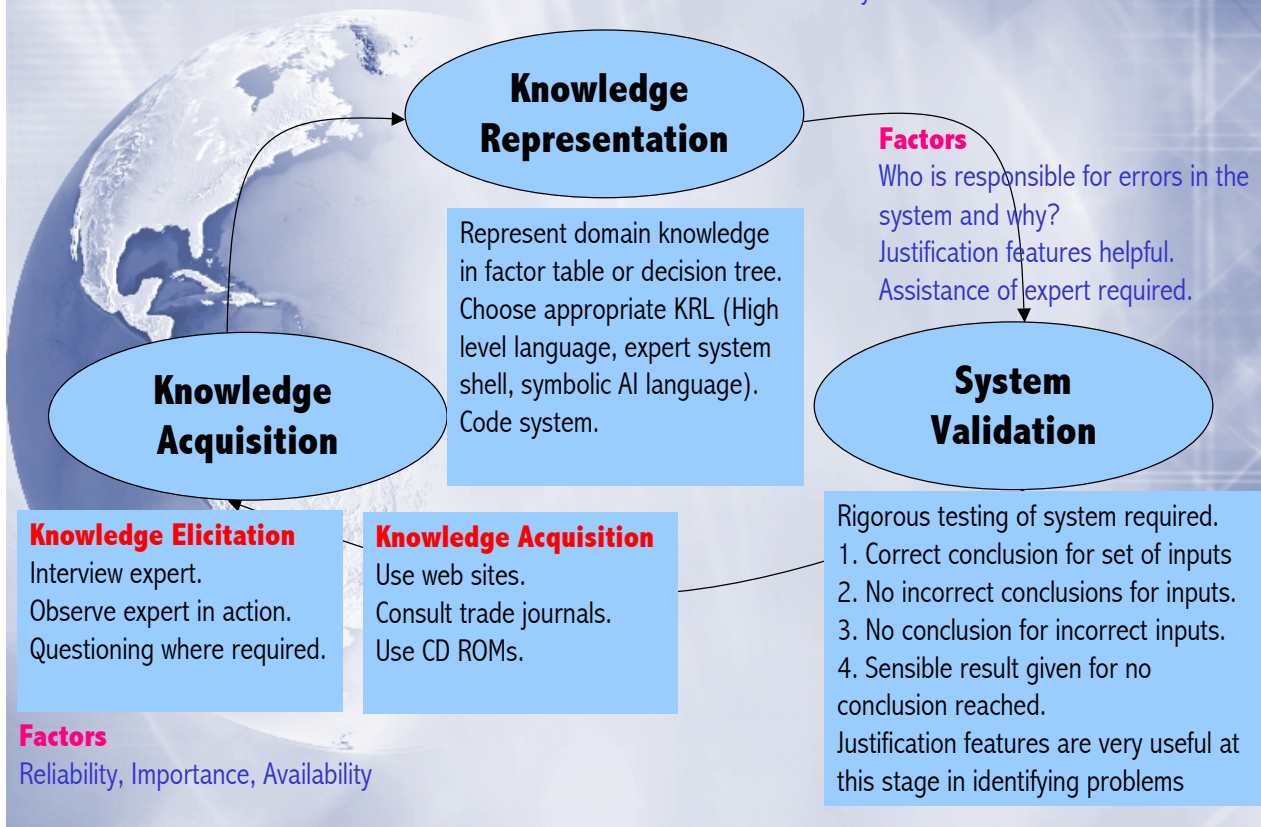 Knowledge
Representation
Factors
Who is responsible for errors in the
system and why?
Justification features helpful.
Assistance of expert required.
Represent domain knowledge
in factor table or decision tree.
Choose appropriate KRL (High
level language, expert system
shell, symbolic AI language).
Code system.
Knowledge
Acquisition
System
Validation
Knowledge Elicitation
Interview expert.
Observe expert in action.
Questioning where required.
Knowledge Acquisition
Use web sites.
Consult trade journals.
Use CD ROMs.
Rigorous testing of system required.
1. Correct conclusion for set of inputs
2. No incorrect conclusions for inputs.
3. No conclusion for incorrect inputs.
4. Sensible result given for no
conclusion reached.
Justification features are very useful at
this stage in identifying problems
Factors
Reliability, Importance, Availability